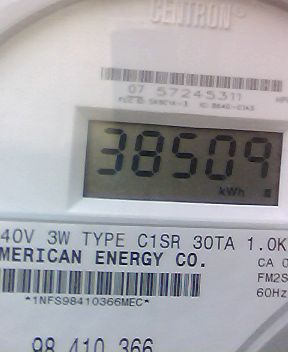 CENTRON®
07 57245311
38509
kWh
40V 3W TYPE C1SR 30TA 1.0K
MERICAN ENERGY CO.
CA 0
FM2S
60Hz
*1NFS98410366MEC*
98 410 366